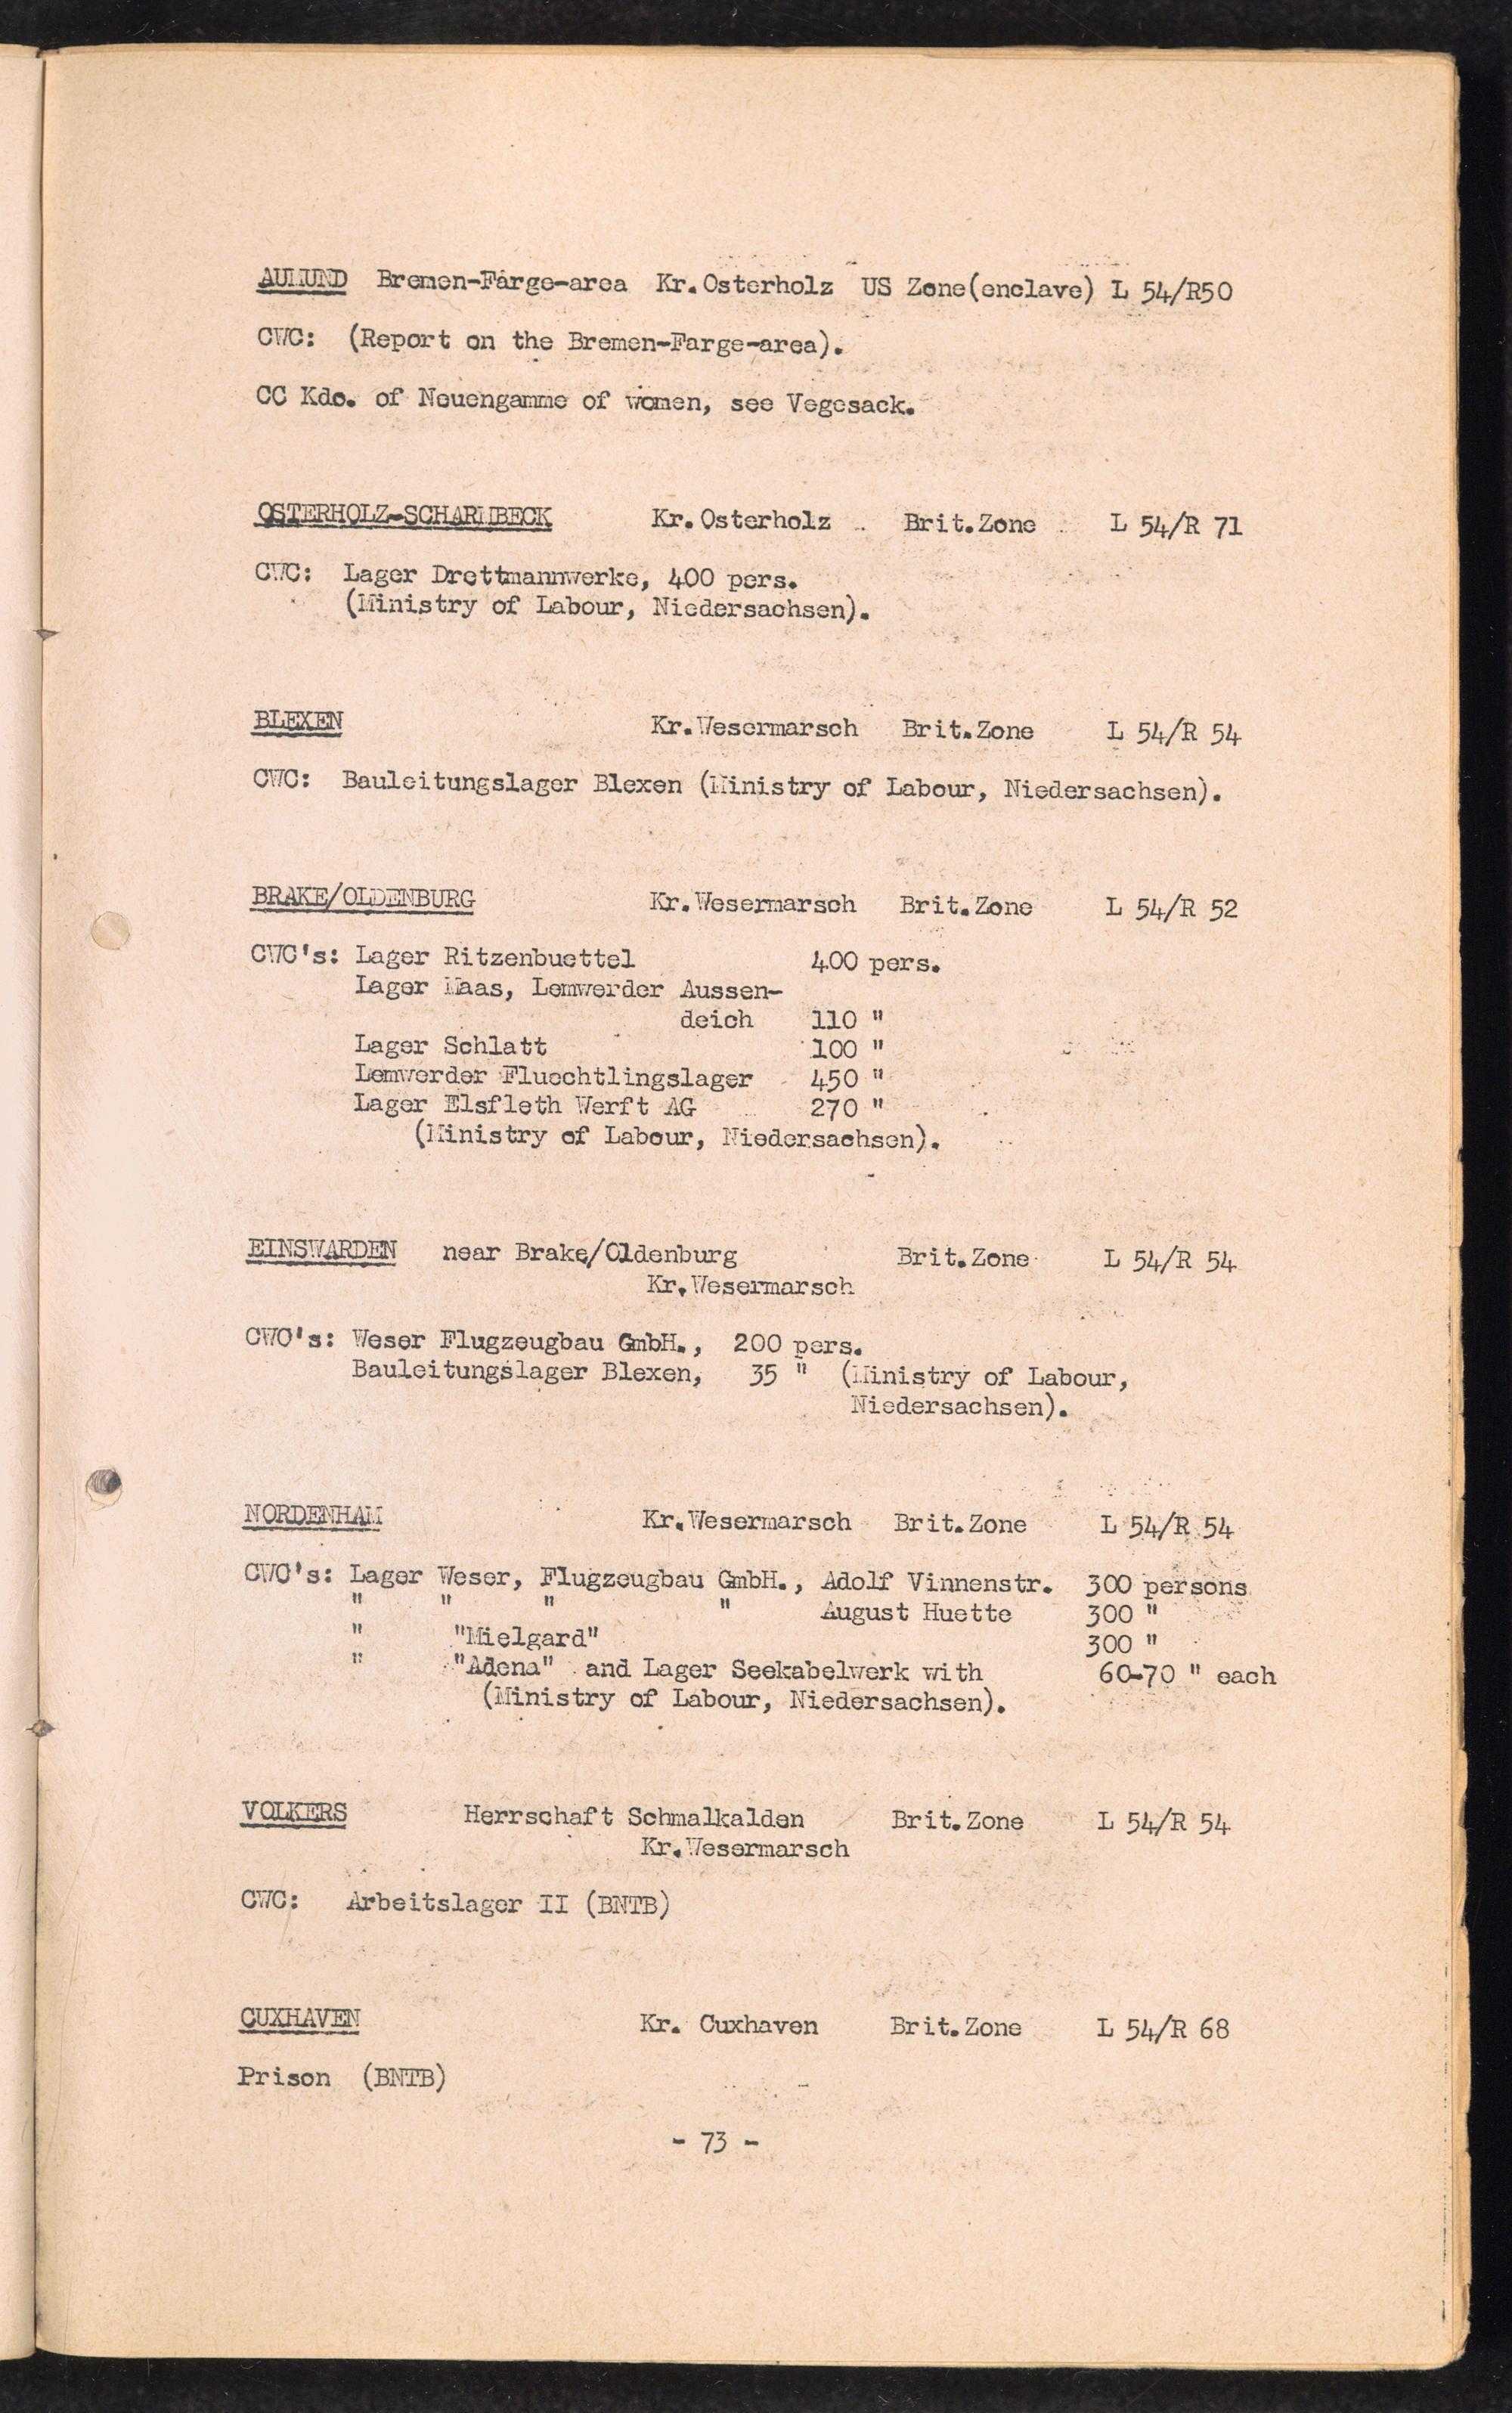 AUMUND Bremen-Farge-area Kr.Osterholz US Zone(enclave) L 54/R50
CWC: (Report on the Bremen-Farge-area).
CC Kdo. of Neuengamme of women, see Vegesack.
OSTERHOLZ-SCHARMBECK Kr.Osterholz Brit.Zone L 54/R 71
CWC: Lager Drettmannwerke, 400 pers.
(Ministry of Labour, Niedersachsen).
BLEXEN Kr.Wesermarsch Brit.Zone L 54/R 54
CWC: Bauleitungslager Blexen (Ministry of Labour, Niedersachsen).
BRAKE/OLDENBURG Kr.Wesermarsch Brit.Zone L 54/R 52
CWC's: Lager Ritzenbuettel 400 pers.
Lager Maas, Lemwerder Aussen-
deich 110 "
Lager Schlatt 100 "
Lemwerder Fluechtlingslager 450 "
Lager Elsfleth Werft AG 270 "
(Ministry of Labour, Niedersachsen).
EINSWARDEN near Brake/Oldenburg Brit.Zone L 54/R 54
Kr.Wesermarsch
CWC's: Weser Flugzeugbau GmbH., 200 pers.
Bauleitungslager Blexen, 35 " (Ministry of Labour,
Niedersachsen).
NORDENHAM Kr.Wesermarsch Brit.Zone L 54/R 54
CWC's: Lager Weser, Flugzeugbau GmbH., Adolf Vinnenstr. 300 persons
" " " " August Huette 300 "
" "Mielgard" 300 "
" "Adena" and Lager Seekabelwerk with 60-70 " each
(Ministry of Labour, Niedersachsen).
VOLKERS Herrschaft Schmalkalden Brit.Zone L 54/R 54
Kr.Wesermarsch
CWC: Arbeitslager II (BNTB)
CUXHAVEN Kr. Cuxhaven Brit.Zone L 54/R 68
Prison (BNTB)
- 73 -